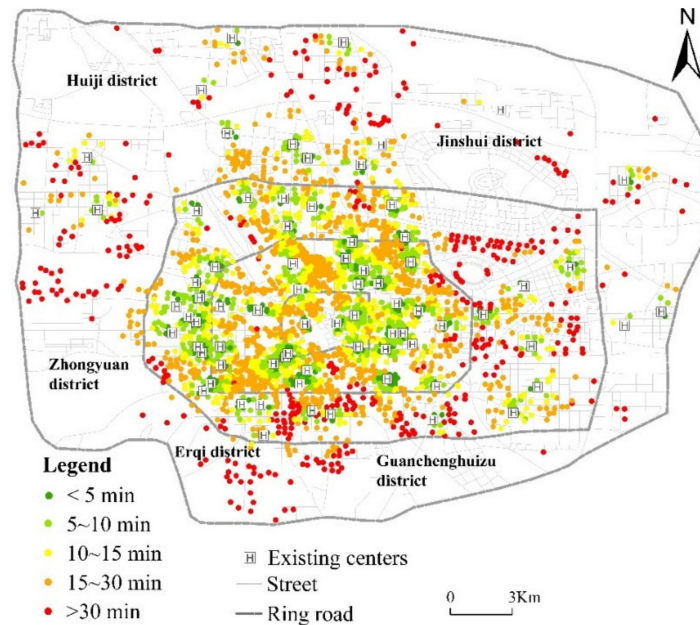 N
Huiji district
Jinshui district
Zhongyuan
district
Erqi district
Guanchenghuizu
district
Legend
< 5 min
5~10 min
10~15 min
15~30 min
>30 min
H Existing centers
Street
Ring road
0 3Km